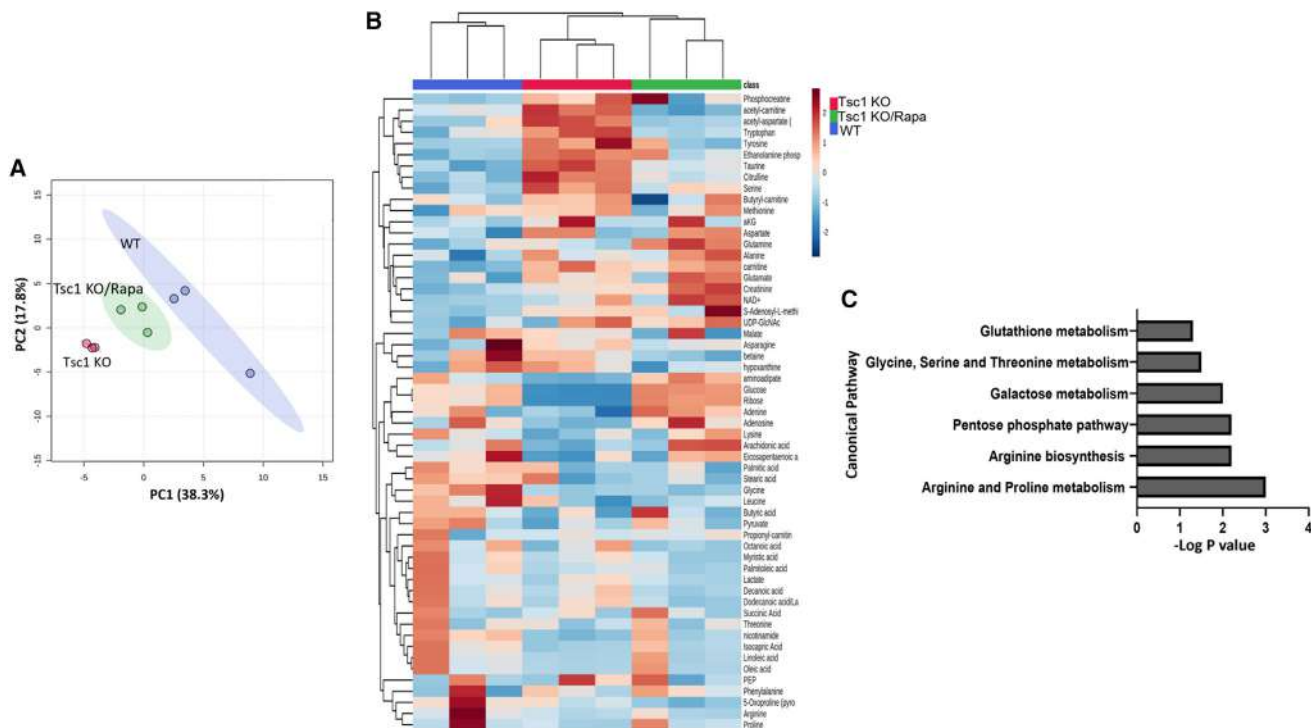 A
15
10
5
0
-5
-10
-15
PC2 (17.8%)
WT
Tsc1 KO/Rapa
Tsc1 KO
-5
0
5
10
15
PC1 (38.3%)
B
class
Phosphocreatine
acetyl-carnitine
acetyl-aspartate (
Tryptophan
Tyrosine
Ethanolamine phosp
Taurine
Citrulline
Serine
Butyryl-carnitine
Methionine
aKG
Aspartate
Glutamine
Alanine
carnitine
Glutamate
Creatinine
NAD+
S-Adenosyl-L-methi
UDP-GlcNAc
Malate
Asparagine
betaine
hypoxanthine
aminoadipate
Glucose
Ribose
Adenine
Adenosine
Lysine
Arachidonic acid
Eicosapentaenoic a
Palmitic acid
Stearic acid
Glycine
Leucine
Butyric acid
Pyruvate
Propionyl-carnitin
Octanoic acid
Myristic acid
Palmitoleic acid
Lactate
Decanoic acid
Dodecanoic acid/La
Succinic Acid
Threonine
nicotinamide
Isocapric Acid
Linoleic acid
Oleic acid
PEP
Phenylalanine
5-Oxoproline (pyro
Arginine
Proline
2
1
0
-1
-2
Tsc1 KO
Tsc1 KO/Rapa
WT
C
Canonical Pathway
Glutathione metabolism
Glycine, Serine and Threonine metabolism
Galactose metabolism
Pentose phosphate pathway
Arginine biosynthesis
Arginine and Proline metabolism
0 1 2 3 4
-Log P value